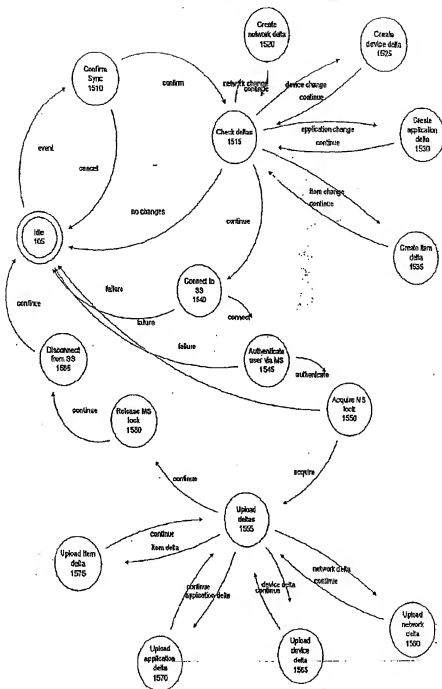 Create
network delta
1520
Create
device delta
1525
Confirm
Sync
1510
confirm
network change
continue
device change
continue
Create
application
delta
1530
Check deltas
1515
application change
continue
event
cancel
Item change
continue
no changes
continue
Create item
delta
1535
Idle
105
Connect to
SS
1540
failure
connect
continue
failure
Disconnect
from SS
1585
failure
Authenticate
user via MS
1545
authenticate
Acquire MS
lock
1550
continue
Release MS
lock
1580
acquire
continue
Upload
deltas
1555
continue
Item delta
Upload item
delta
1575
network delta
continue
device delta
continue
continue
application delta
Upload
network
delta
1560
Upload
application
delta
1570
Upload
device
delta
1565